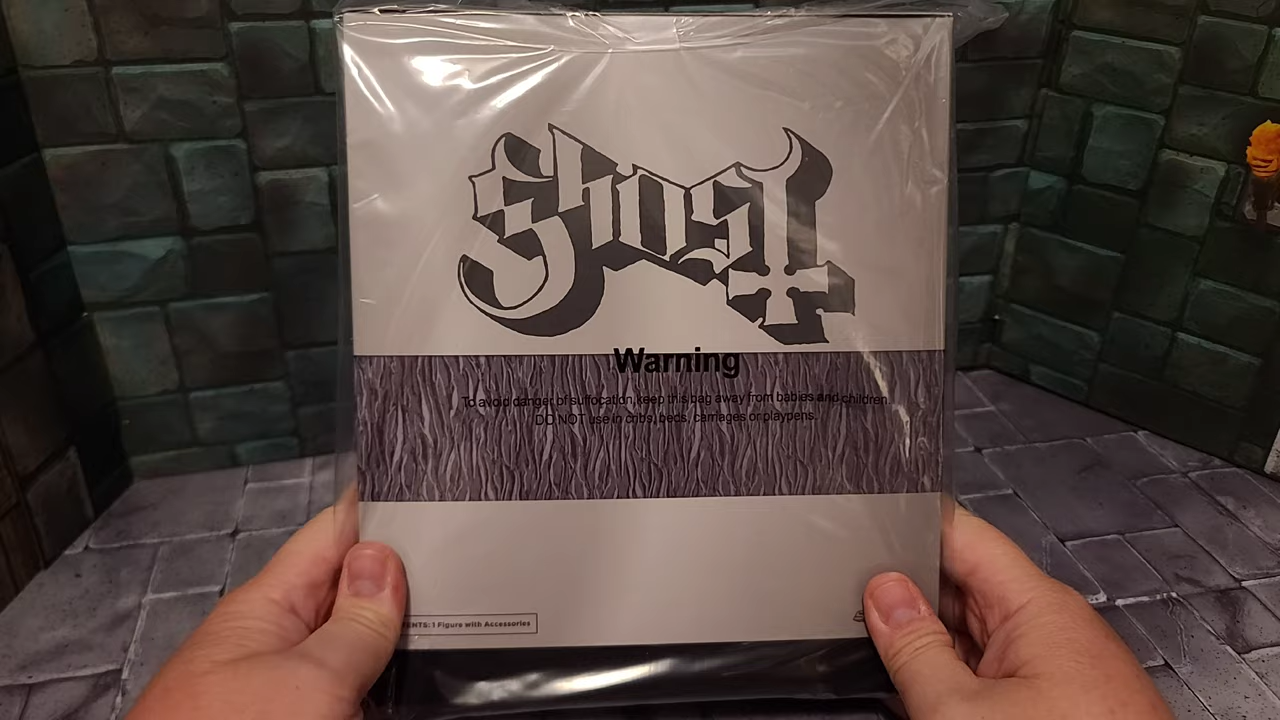 Ghost
Warning
To avoid danger of suffocation, keep this bag away from babies and children.
DO NOT use in cribs, beds, carriages or playpens.
ENTS: 1 Figure with Accessories